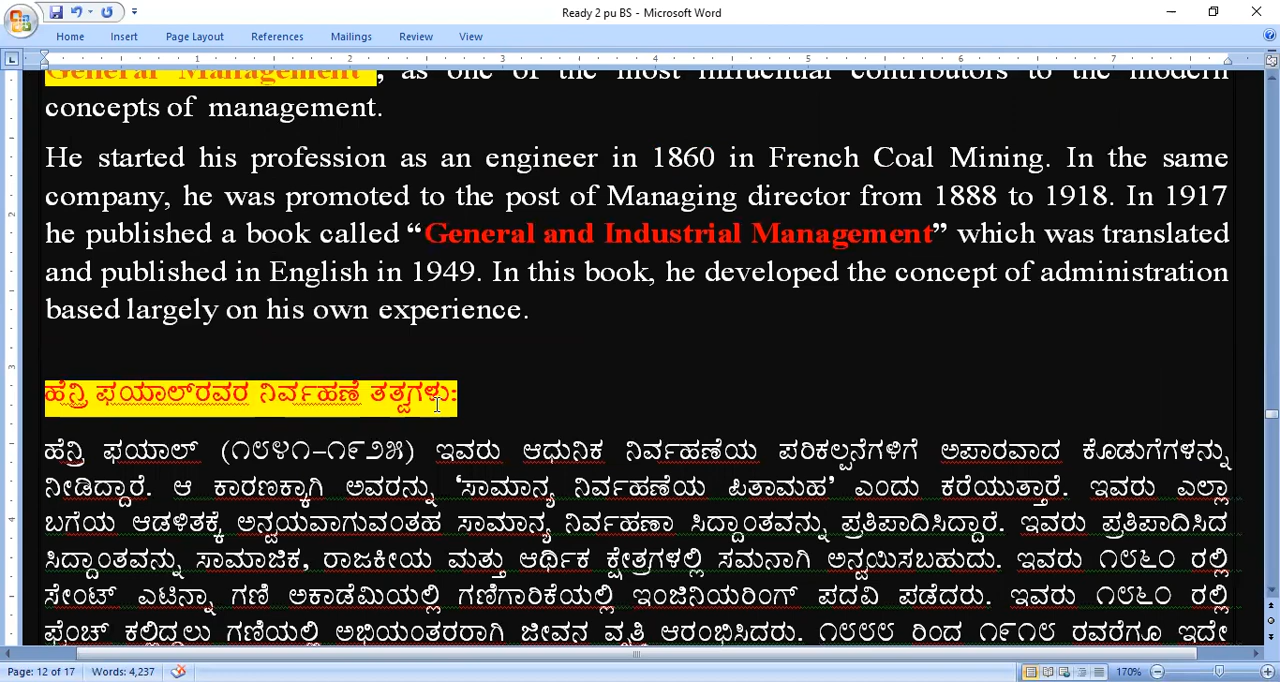 Ready 2 pu BS - Microsoft Word
Home Insert Page Layout References Mailings Review View
1 2 3 4 5 6 7
General Management", as one of the most influential contributors to the modern
concepts of management.
He started his profession as an engineer in 1860 in French Coal Mining. In the same
company, he was promoted to the post of Managing director from 1888 to 1918. In 1917
he published a book called “General and Industrial Management” which was translated
and published in English in 1949. In this book, he developed the concept of administration
based largely on his own experience.
ಹೆನ್ರಿ ಫಯಾಲ್‌ರವರ ನಿರ್ವಹಣೆ ತತ್ವಗಳು:
ಹೆನ್ರಿ ಫಯಾಲ್ (೧೮೪೧–೧೯೨೫) ಇವರು ಆಧುನಿಕ ನಿರ್ವಹಣೆಯ ಪರಿಕಲ್ಪನೆಗಳಿಗೆ ಅಪಾರವಾದ ಕೊಡುಗೆಗಳನ್ನು
ನೀಡಿದ್ದಾರೆ. ಆ ಕಾರಣಕ್ಕಾಗಿ ಅವರನ್ನು ‘ಸಾಮಾನ್ಯ ನಿರ್ವಹಣೆಯ ಪಿತಾಮಹ’ ಎಂದು ಕರೆಯುತ್ತಾರೆ. ಇವರು ಎಲ್ಲಾ
ಬಗೆಯ ಆಡಳಿತಕ್ಕೆ ಅನ್ವಯವಾಗುವಂತಹ ಸಾಮಾನ್ಯ ನಿರ್ವಹಣಾ ಸಿದ್ದಾಂತವನ್ನು ಪ್ರತಿಪಾದಿಸಿದ್ದಾರೆ. ಇವರು ಪ್ರತಿಪಾದಿಸಿದ
ಸಿದ್ದಾಂತವನ್ನು ಸಾಮಾಜಿಕ, ರಾಜಕೀಯ ಮತ್ತು ಆರ್ಥಿಕ ಕ್ಷೇತ್ರಗಳಲ್ಲಿ ಸಮನಾಗಿ ಅನ್ವಯಿಸಬಹುದು. ಇವರು ೧೮೬೦ ರಲ್ಲಿ
ಸೇಂಟ್ ಎಟಿನ್ನಾ ಗಣಿ ಅಕಾಡೆಮಿಯಲ್ಲಿ ಗಣಿಗಾರಿಕೆಯಲ್ಲಿ ಇಂಜಿನಿಯರಿಂಗ್ ಪದವಿ ಪಡೆದರು. ಇವರು ೧೮೬೦ ರಲ್ಲಿ
ಫ್ರೆಂಚ್ ಕಲ್ಲಿದ್ದಲು ಗಣಿಯಲ್ಲಿ ಅಭಿಯಂತರರಾಗಿ ಜೀವನ ವೃತ್ತಿ ಆರಂಭಿಸಿದರು. ೧೮೮೮ ರಿಂದ ೧೯೧೮ ರವರೆಗೂ ಇದೇ
Page: 12 of 17 Words: 4,237 170%